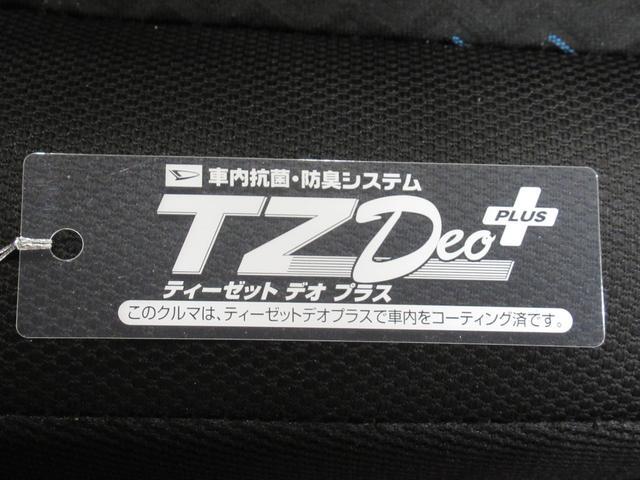 車内抗菌・防臭システム
TZDeo PLUS
ティーゼット デオ プラス
このクルマは、ティーゼットデオプラスで車内をコーティング済です。